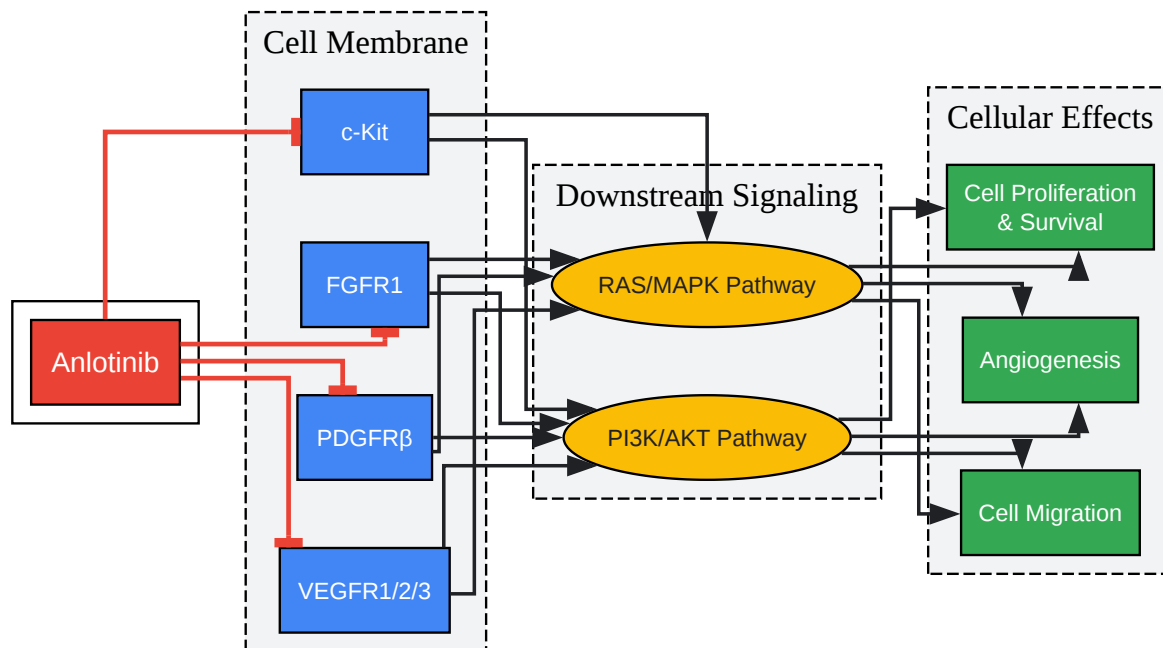 Cell Membrane
c-Kit
FGFR1
PDGFRβ
VEGFR1/2/3
Anlotinib
Downstream Signaling
RAS/MAPK Pathway
PI3K/AKT Pathway
Cellular Effects
Cell Proliferation
& Survival
Angiogenesis
Cell Migration